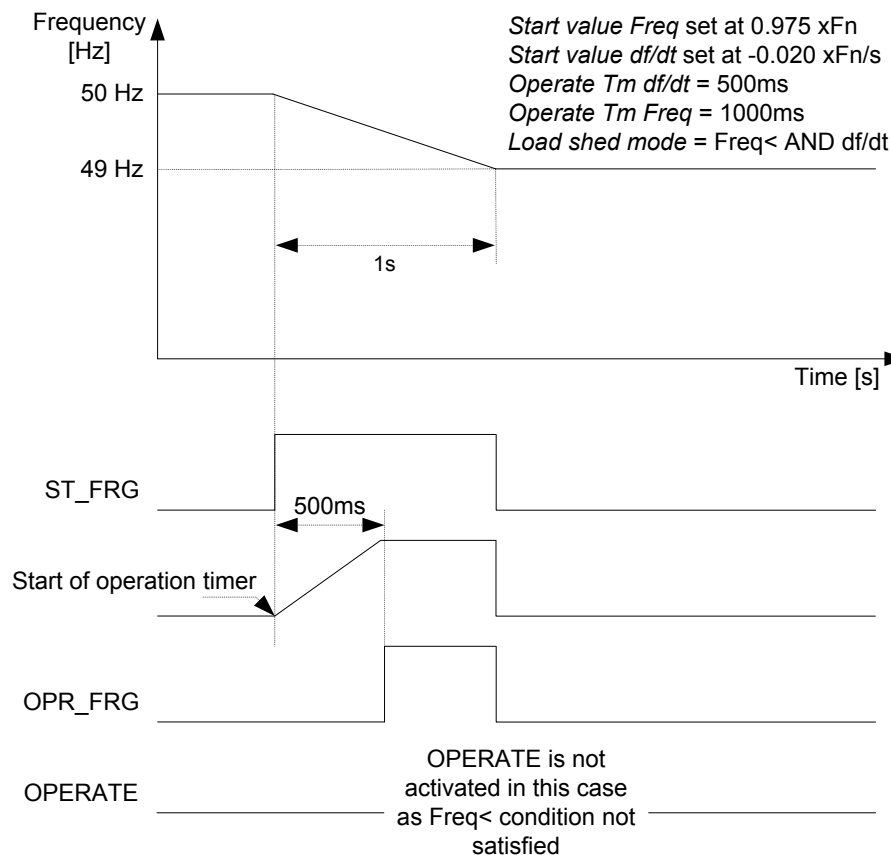 Frequency
[Hz]
Start value Freq set at 0.975 xFn
Start value df/dt set at -0.020 xFn/s
Operate Tm df/dt = 500ms
Operate Tm Freq = 1000ms
Load shed mode = Freq< AND df/dt
50 Hz
49 Hz
1s
Time [s]
ST_FRG
500ms
Start of operation timer
OPR_FRG
OPERATE
OPERATE is not
activated in this case
as Freq< condition not
satisfied